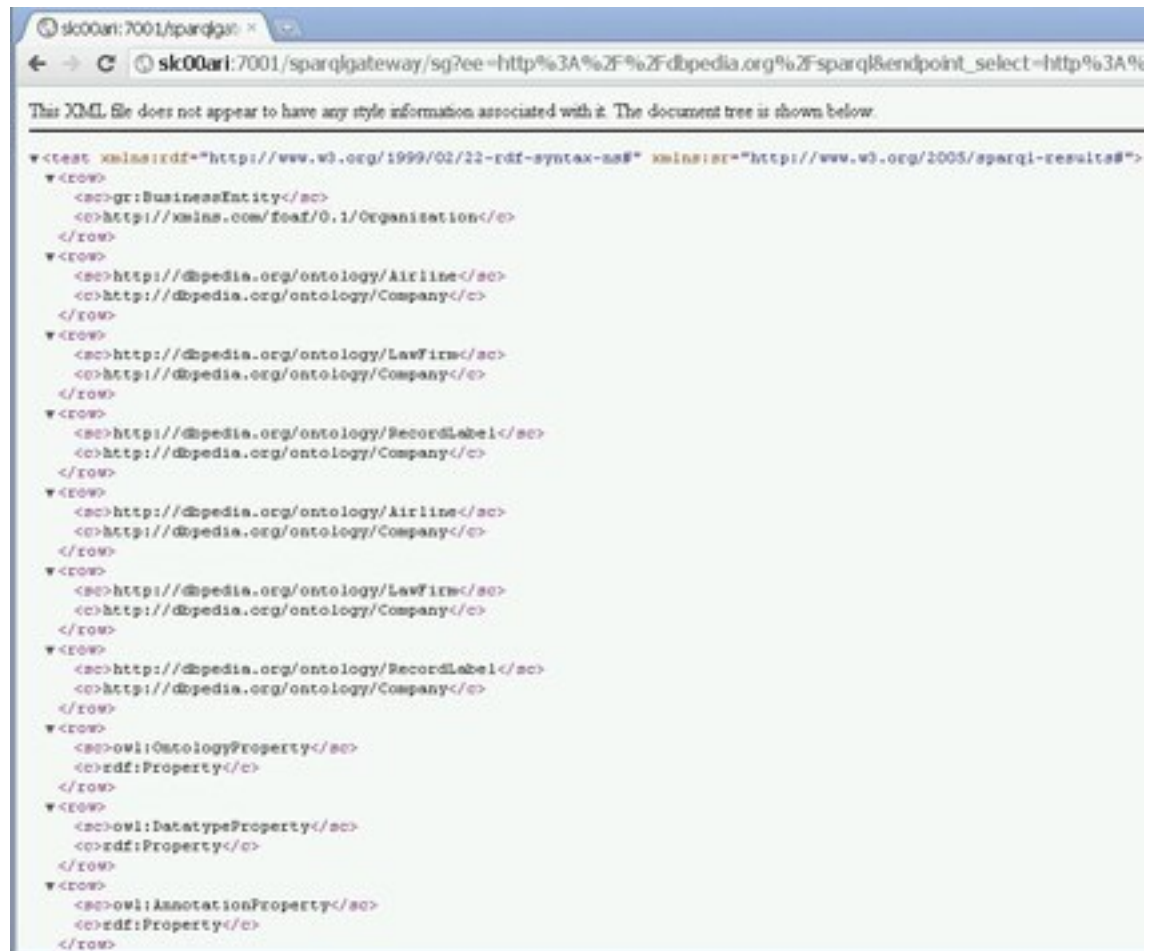 slc00ari:7001/sparqlgat
slc00ari:7001/sparqlgateway/sg?ee=http%3A%2F%2Fdbpedia.org%2Fsparql&endpoint_select=http%3A%
This XML file does not appear to have any style information associated with it. The document tree is shown below.
▼<test xmlns:rdf="http://www.w3.org/1999/02/22-rdf-syntax-ns#" xmlns:sr="http://www.w3.org/2005/sparql-results#">
▼<row>
<sc>gr:BusinessEntity</sc>
<c>http://xmlns.com/foaf/0.1/Organization</c>
</row>
▼<row>
<sc>http://dbpedia.org/ontology/Airline</sc>
<c>http://dbpedia.org/ontology/Company</c>
</row>
▼<row>
<sc>http://dbpedia.org/ontology/LawFirm</sc>
<c>http://dbpedia.org/ontology/Company</c>
</row>
▼<row>
<sc>http://dbpedia.org/ontology/RecordLabel</sc>
<c>http://dbpedia.org/ontology/Company</c>
</row>
▼<row>
<sc>http://dbpedia.org/ontology/Airline</sc>
<c>http://dbpedia.org/ontology/Company</c>
</row>
▼<row>
<sc>http://dbpedia.org/ontology/LawFirm</sc>
<c>http://dbpedia.org/ontology/Company</c>
</row>
▼<row>
<sc>http://dbpedia.org/ontology/RecordLabel</sc>
<c>http://dbpedia.org/ontology/Company</c>
</row>
▼<row>
<sc>owl:OntologyProperty</sc>
<c>rdf:Property</c>
</row>
▼<row>
<sc>owl:DatatypeProperty</sc>
<c>rdf:Property</c>
</row>
▼<row>
<sc>owl:AnnotationProperty</sc>
<c>rdf:Property</c>
</row>